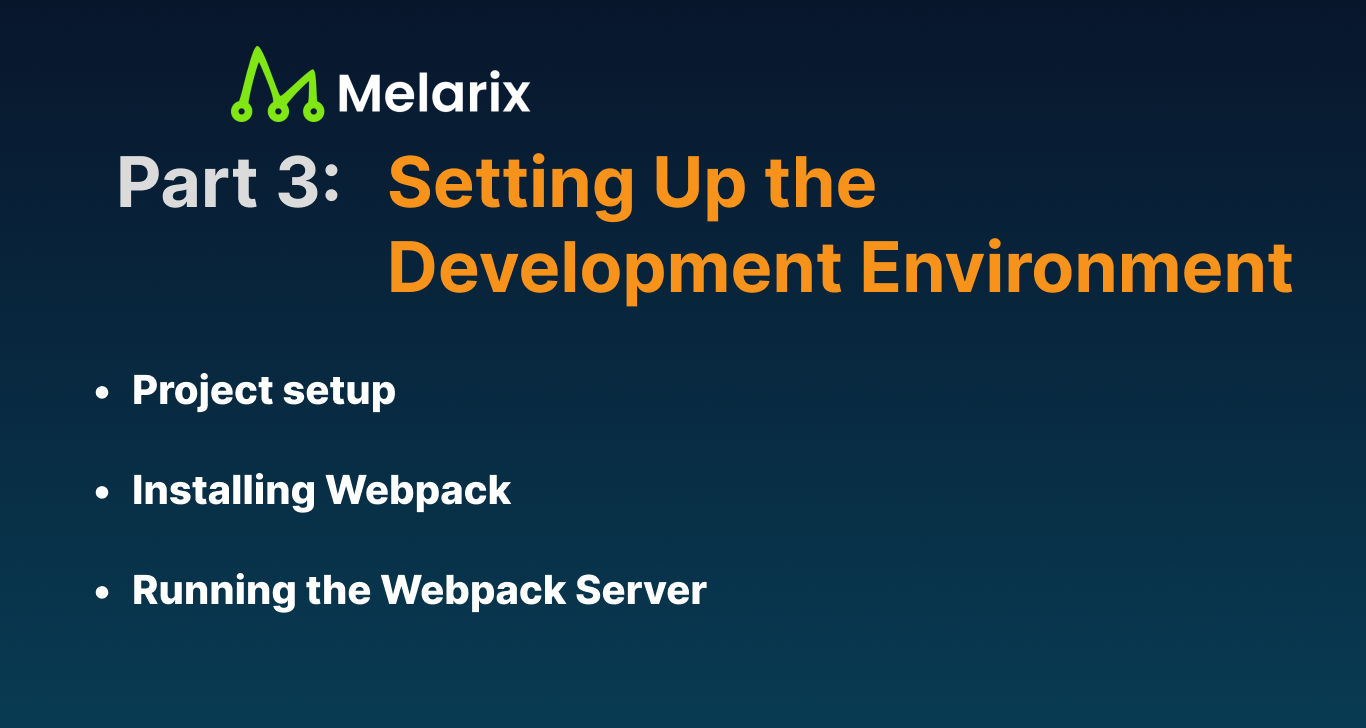 Melarix
Part 3: Setting Up the
Development Environment
• Project setup
• Installing Webpack
• Running the Webpack Server